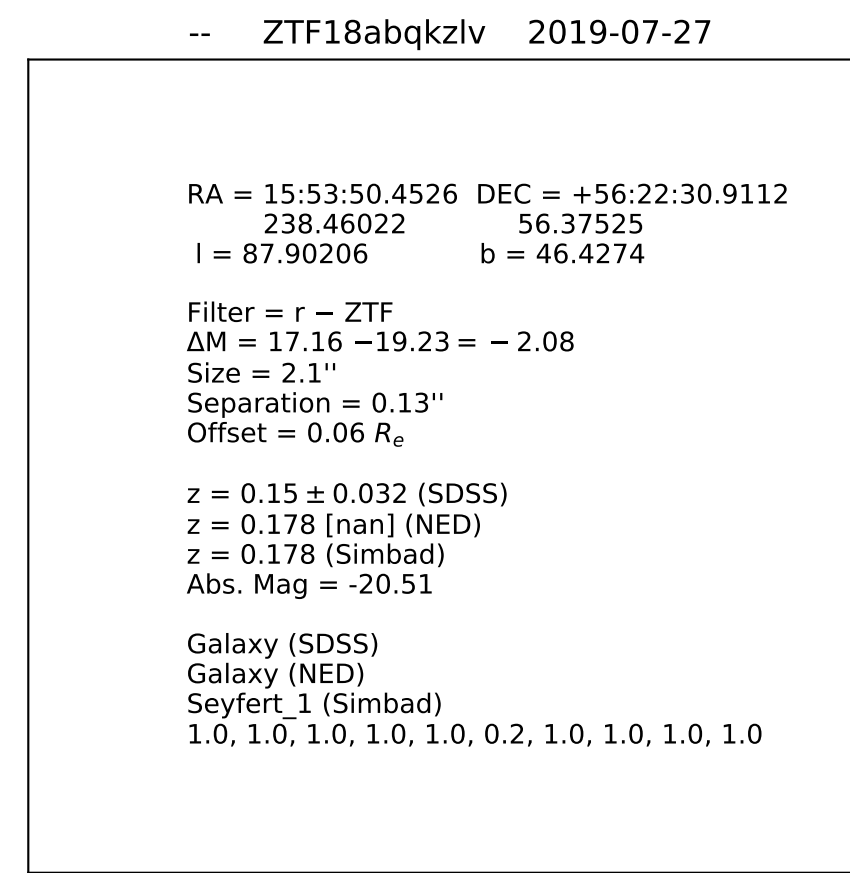 -- ZTF18abqkzlv 2019-07-27
RA = 15:53:50.4526 DEC = +56:22:30.9112
238.46022 56.37525
l = 87.90206 b = 46.4274
Filter = r − ZTF
ΔM = 17.16 −19.23 = − 2.08
Size = 2.1''
Separation = 0.13''
Offset = 0.06 Rₑ
z = 0.15 ± 0.032 (SDSS)
z = 0.178 [nan] (NED)
z = 0.178 (Simbad)
Abs. Mag = -20.51
Galaxy (SDSS)
Galaxy (NED)
Seyfert_1 (Simbad)
1.0, 1.0, 1.0, 1.0, 1.0, 0.2, 1.0, 1.0, 1.0, 1.0